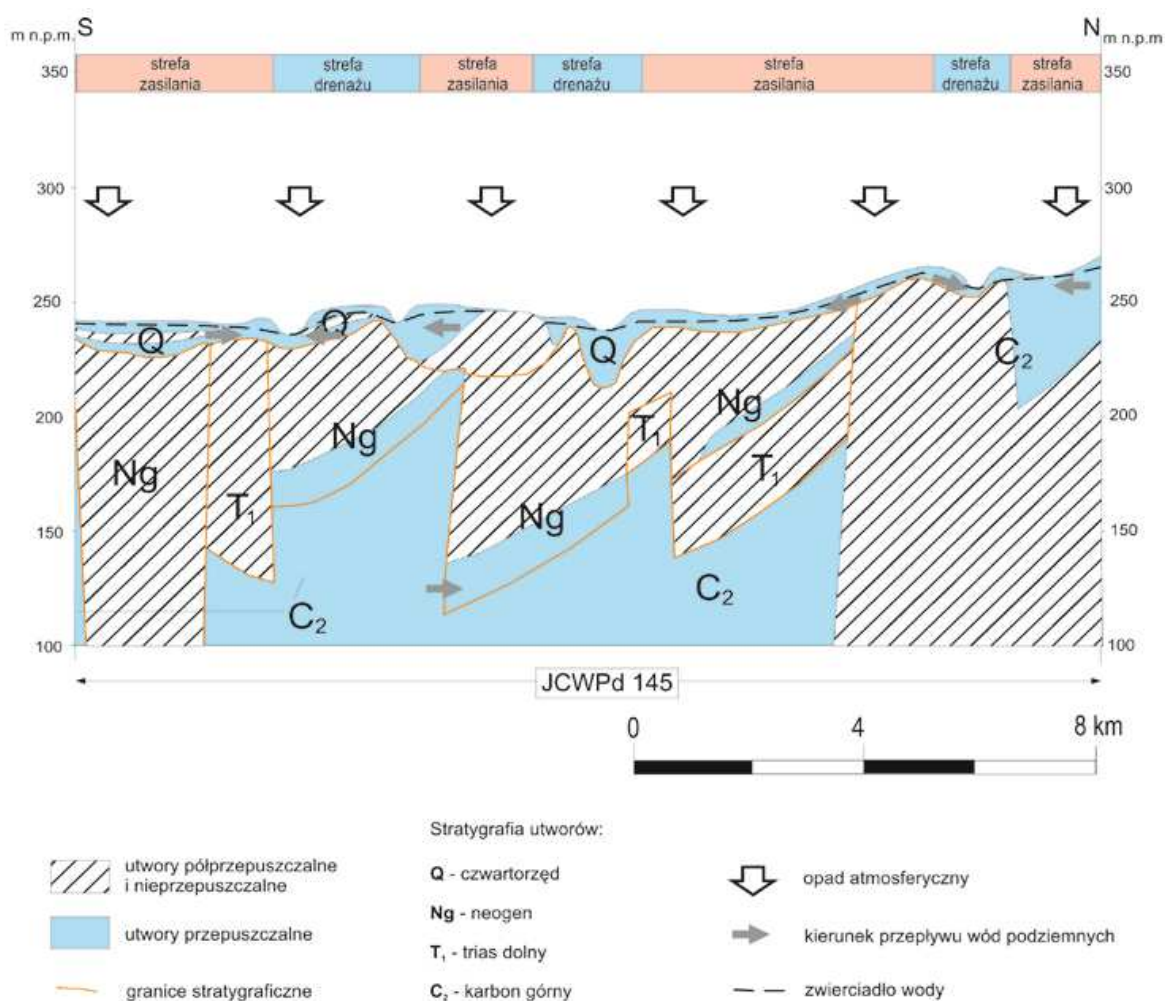 S
N
m n.p.m.
m n.p.m
350
strefa
zasilania
strefa
drenażu
strefa
zasilania
strefa
drenażu
strefa
zasilania
strefa
drenażu
strefa
zasilania
350
300
300
250
250
Q
Q
Q
C₂
200
200
Ng
Ng
T₁
Ng
Ng
T₁
T₁
Ng
150
150
C₂
C₂
100
100
JCWPd 145
0
4
8 km
Stratygrafia utworów:
utwory półprzepuszczalne
i nieprzepuszczalne
Q - czwartorzęd
opad atmosferyczny
utwory przepuszczalne
Ng - neogen
kierunek przepływu wód podziemnych
T₁ - trias dolny
granice stratygraficzne
C₂ - karbon górny
zwierciadło wody